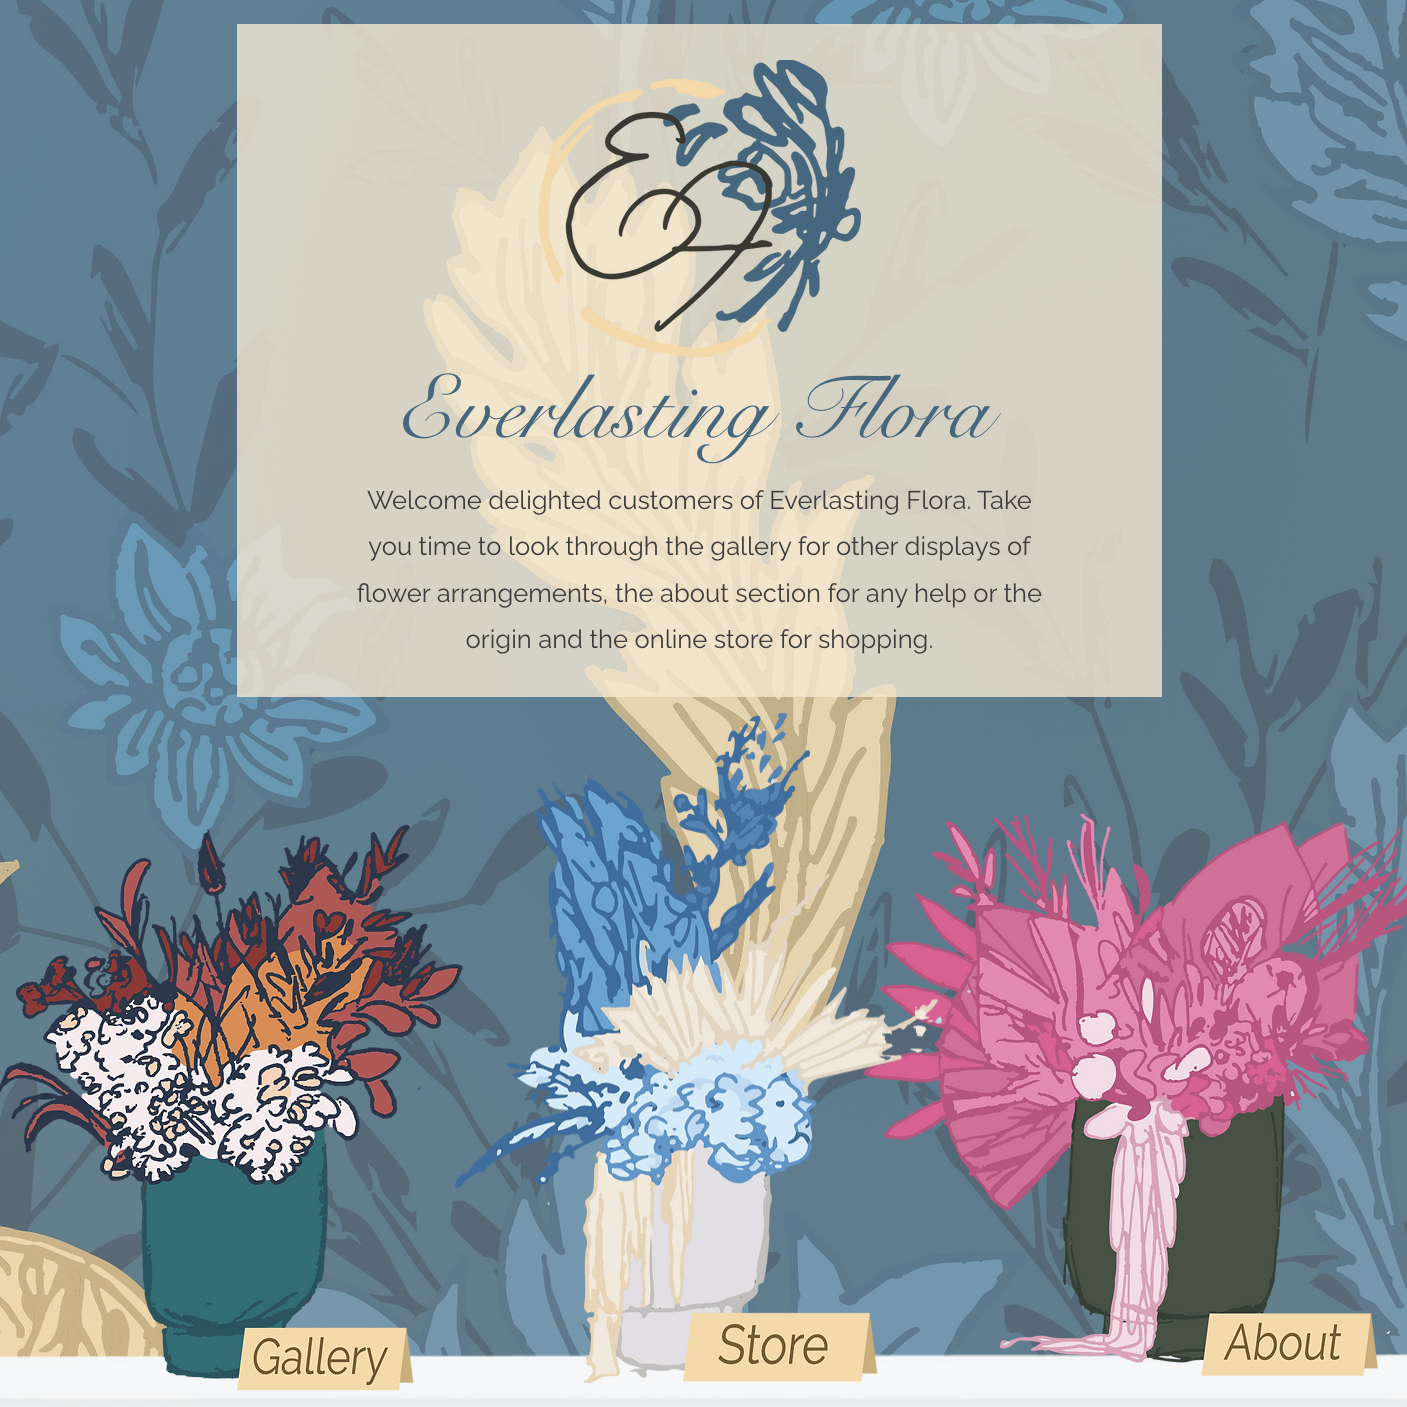 EF
Everlasting Flora
Welcome delighted customers of Everlasting Flora. Take
you time to look through the gallery for other displays of
flower arrangements, the about section for any help or the
origin and the online store for shopping.
Gallery
Store
About